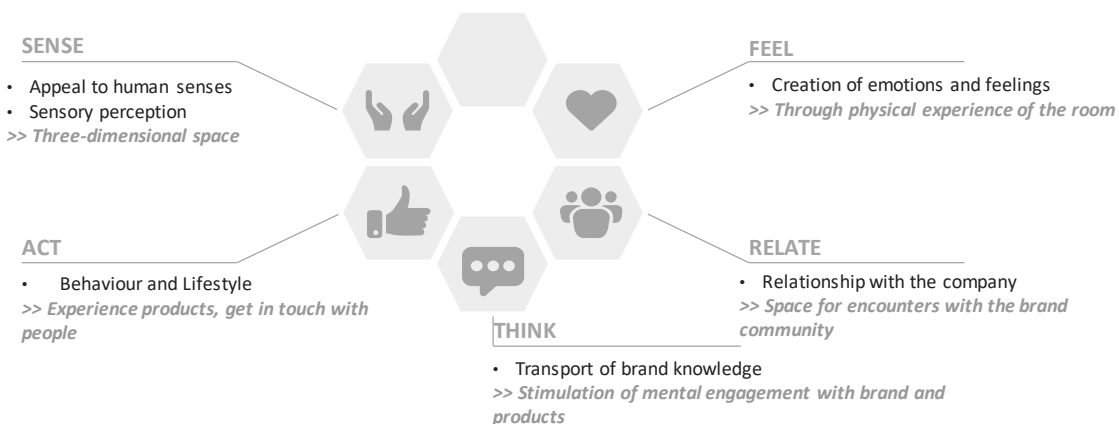 SENSE
• Appeal to human senses
• Sensory perception
>> Three-dimensional space
FEEL
• Creation of emotions and feelings
>> Through physical experience of the room
ACT
• Behaviour and Lifestyle
>> Experience products, get in touch with
people
RELATE
• Relationship with the company
>> Space for encounters with the brand
community
THINK
• Transport of brand knowledge
>> Stimulation of mental engagement with brand and
products